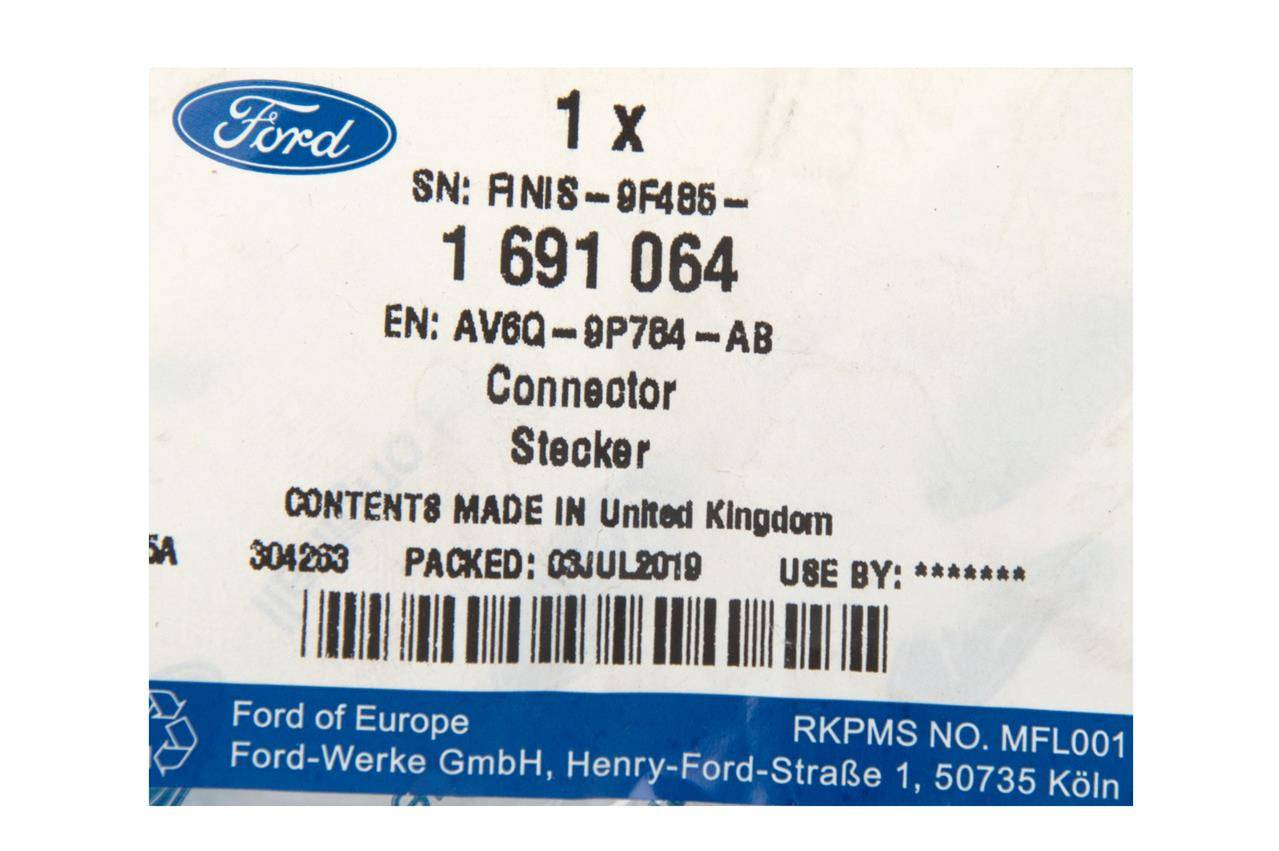 Ford
1 x
SN: FINIS-9F485-
1 691 064
EN: AV6Q-9P764-AB
Connector
Stecker
CONTENTS MADE IN United Kingdom
5A 304263 PACKED: 03JUL2019 USE BY: *******
Ford of Europe RKPMS NO. MFL001
Ford-Werke GmbH, Henry-Ford-Straße 1, 50735 Köln